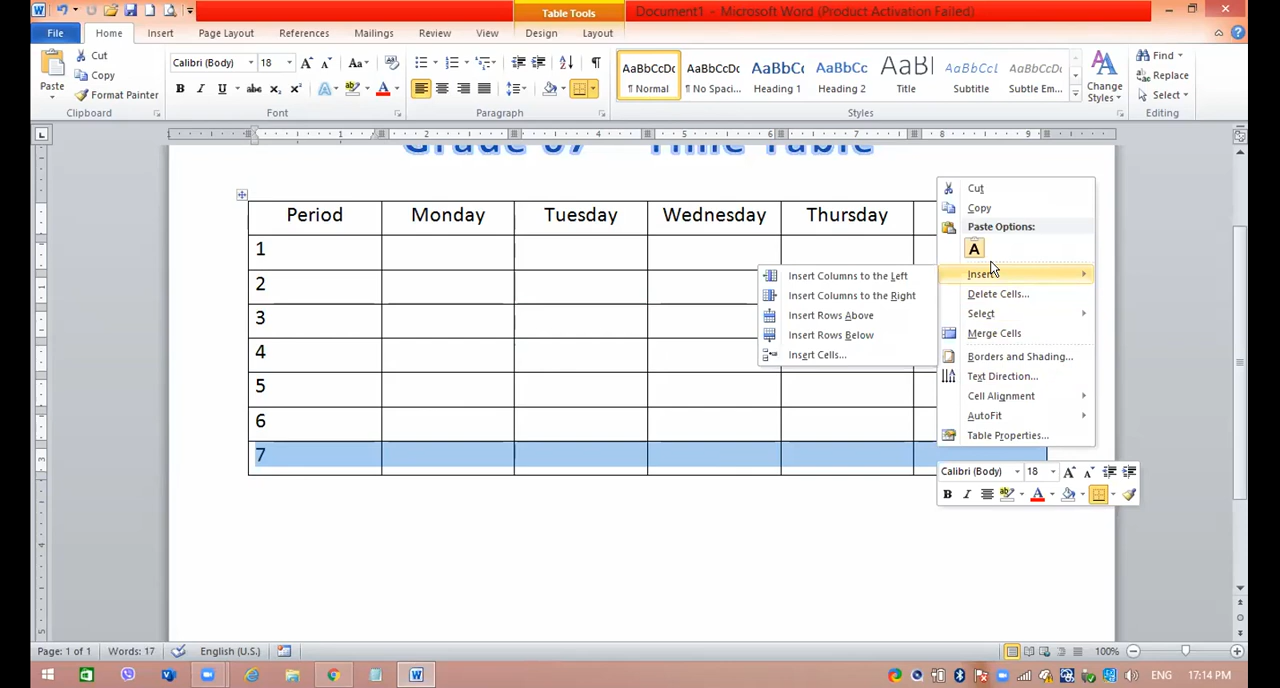 Table Tools
Document1 - Microsoft Word (Product Activation Failed)
File Home Insert Page Layout References Mailings Review View Design Layout
Paste
Cut
Copy
Format Painter
Clipboard
Calibri (Body) 18
Font
Paragraph
AaBbCcDc
¶ Normal
AaBbCcDc
¶ No Spaci...
AaBbCc
Heading 1
AaBbCc
Heading 2
AaBl
Title
AaBbCcL
Subtitle
AaBbCcDc
Subtle Em...
Change
Styles
Styles
Find
Replace
Select
Editing
Grade 07 Time Table
Period Monday Tuesday Wednesday Thursday
1
2
3
4
5
6
7
Cut
Copy
Paste Options:
Insert
Delete Cells...
Select
Merge Cells
Borders and Shading...
Text Direction...
Cell Alignment
AutoFit
Table Properties...
Insert Columns to the Left
Insert Columns to the Right
Insert Rows Above
Insert Rows Below
Insert Cells...
Calibri (Body) 18
Page: 1 of 1 Words: 17 English (U.S.) 100%
ENG 17:14 PM